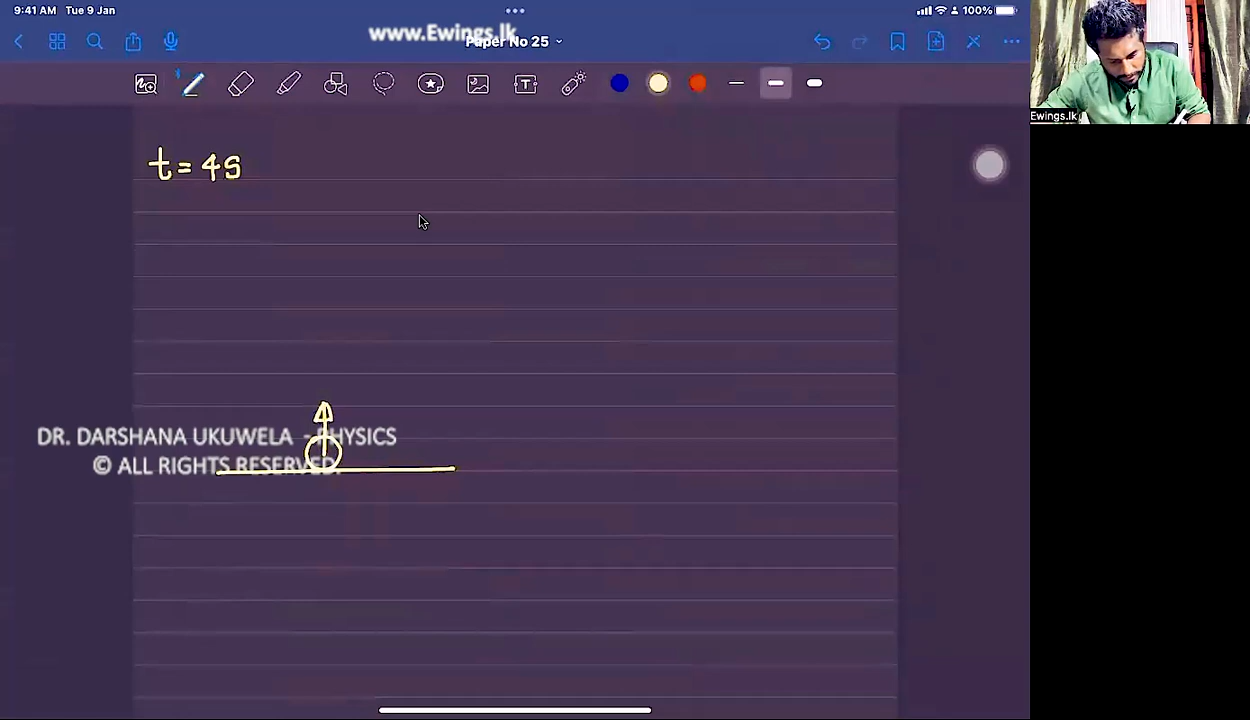 9:41 AM Tue 9 Jan
100%
www.Ewings.lk
Paper No 25
Ewings.lk
t = 4s
DR. DARSHANA UKUWELA - PHYSICS
© ALL RIGHTS RESERVED.